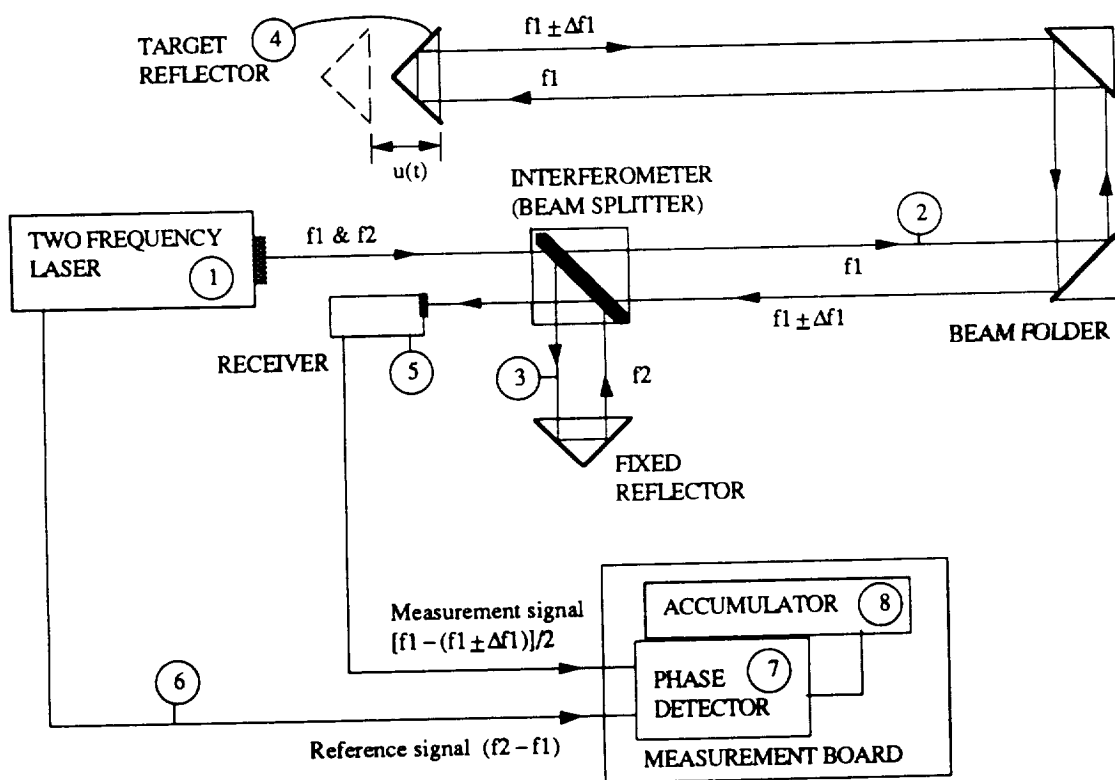 TARGET
REFLECTOR
4
f1 ± Δf1
f1
u(t)
INTERFEROMETER
(BEAM SPLITTER)
TWO FREQUENCY
LASER
1
f1 & f2
2
f1
f1 ± Δf1
BEAM FOLDER
RECEIVER
5
3
f2
FIXED
REFLECTOR
Measurement signal
[f1 – (f1 ± Δf1)]/2
ACCUMULATOR
8
PHASE
DETECTOR
7
6
Reference signal (f2 – f1)
MEASUREMENT BOARD